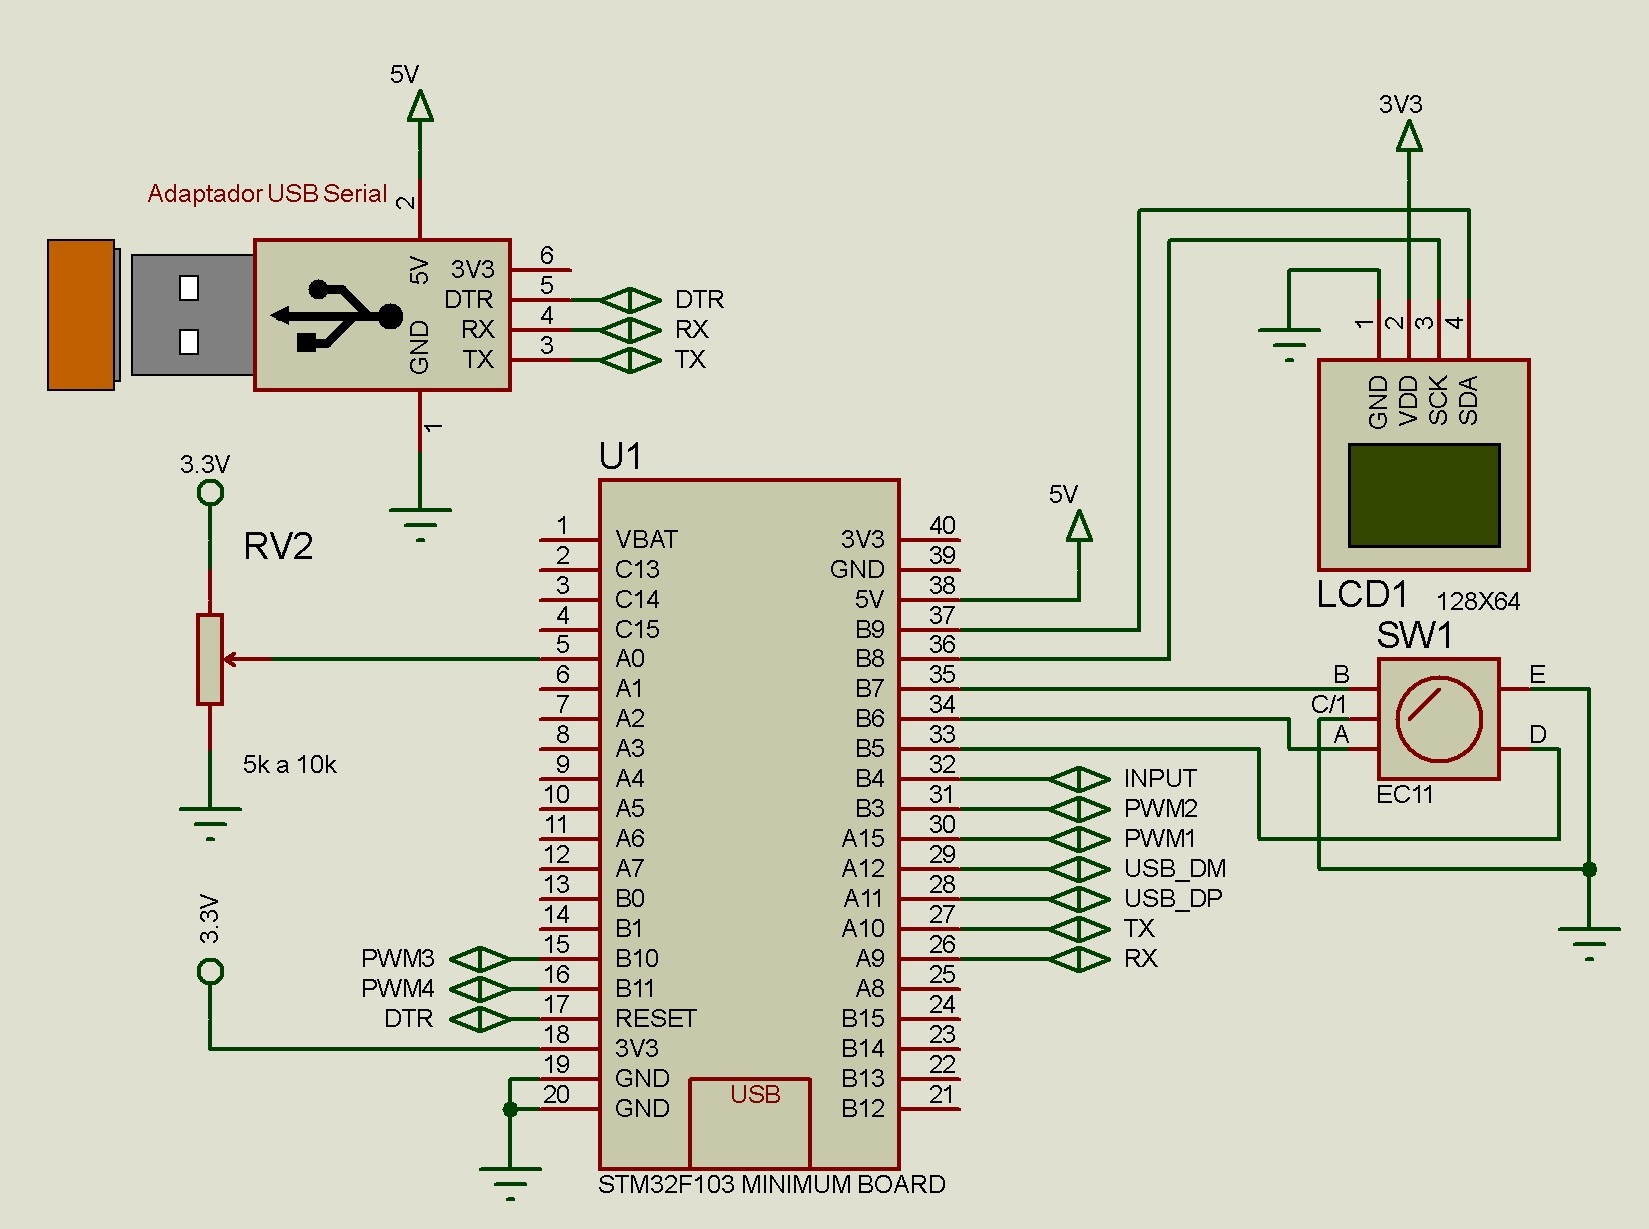 5V
3V3
Adaptador USB Serial
2
5V
GND
3V3 6
DTR 5 DTR
RX 4 RX
TX 3 TX
1
1 2 3 4
GND VDD SCK SDA
LCD1 128X64
3.3V
RV2
5k a 10k
U1
5V
1 VBAT
2 C13
3 C14
4 C15
5 A0
6 A1
7 A2
8 A3
9 A4
10 A5
11 A6
12 A7
13 B0
14 B1
PWM3 15 B10
PWM4 16 B11
DTR 17 RESET
3.3V
18 3V3
19 GND
20 GND
3V3 40
GND 39
5V 38
B9 37
B8 36
B7 35
B6 34
B5 33
B4 32 INPUT
B3 31 PWM2
A15 30 PWM1
A12 29 USB_DM
A11 28 USB_DP
A10 27 TX
A9 26 RX
A8 25
B15 24
B14 23
B13 22
B12 21
USB
STM32F103 MINIMUM BOARD
SW1
B E
C/1
A D
EC11